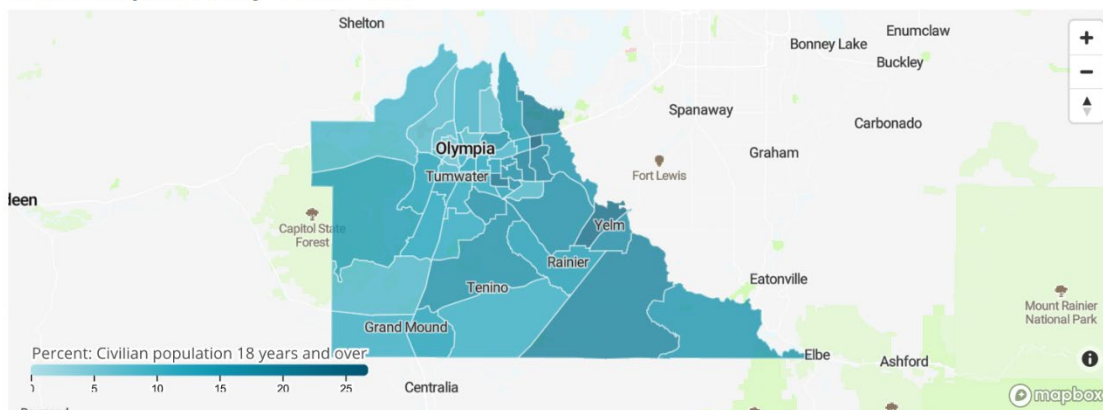 Shelton
Enumclaw
Bonney Lake
Buckley
Spanaway
Carbonado
Olympia
Graham
Tumwater
Fort Lewis
deen
Capitol State
Forest
Yelm
Rainier
Eatonville
Tenino
Mount Rainier
National Park
Grand Mound
Percent: Civilian population 18 years and over
5 10 15 20 25
Elbe
Ashford
Centralia
mapbox